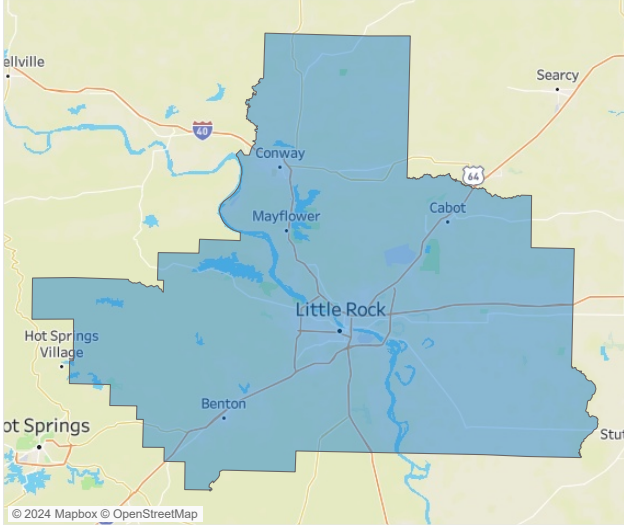 ellville
Searcy
40
Conway
64
Mayflower
Cabot
Little Rock
Hot Springs
Village
Benton
ot Springs
Stut
© 2024 Mapbox © OpenStreetMap